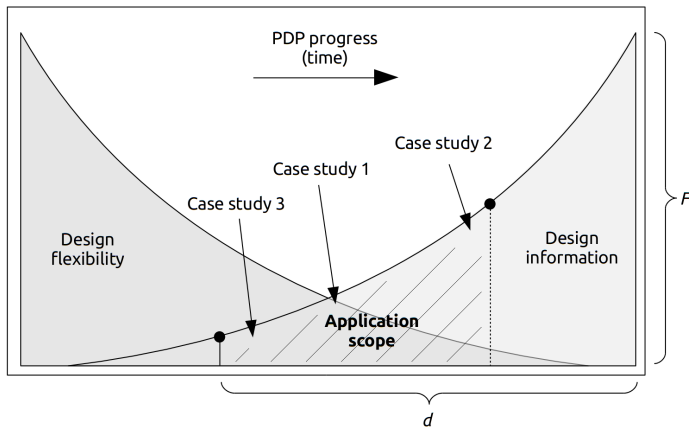 PDP progress
(time)
Case study 2
Case study 1
Case study 3
Design
flexibility
Design
information
F
Application
scope
d